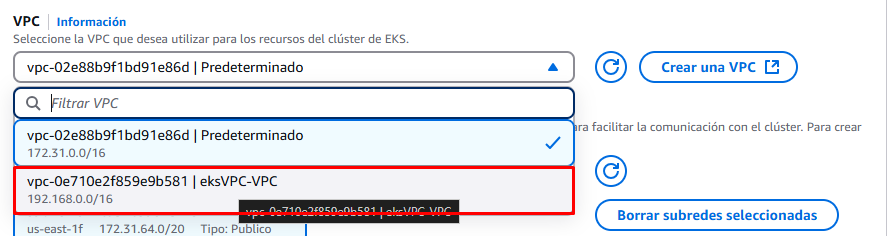 VPC Información
Seleccione la VPC que desea utilizar para los recursos del clúster de EKS.
vpc-02e88b9f1bd91e86d | Predeterminado
Crear una VPC
Filtrar VPC
vpc-02e88b9f1bd91e86d | Predeterminado
172.31.0.0/16
para facilitar la comunicación con el clúster. Para crear
vpc-0e710e2f859e9b581 | eksVPC-VPC
192.168.0.0/16
vpc-0e710e2f859e9b581 | eksVPC-VPC
Borrar subredes seleccionadas
us-east-1f 172.31.64.0/20 Tipo: Publico